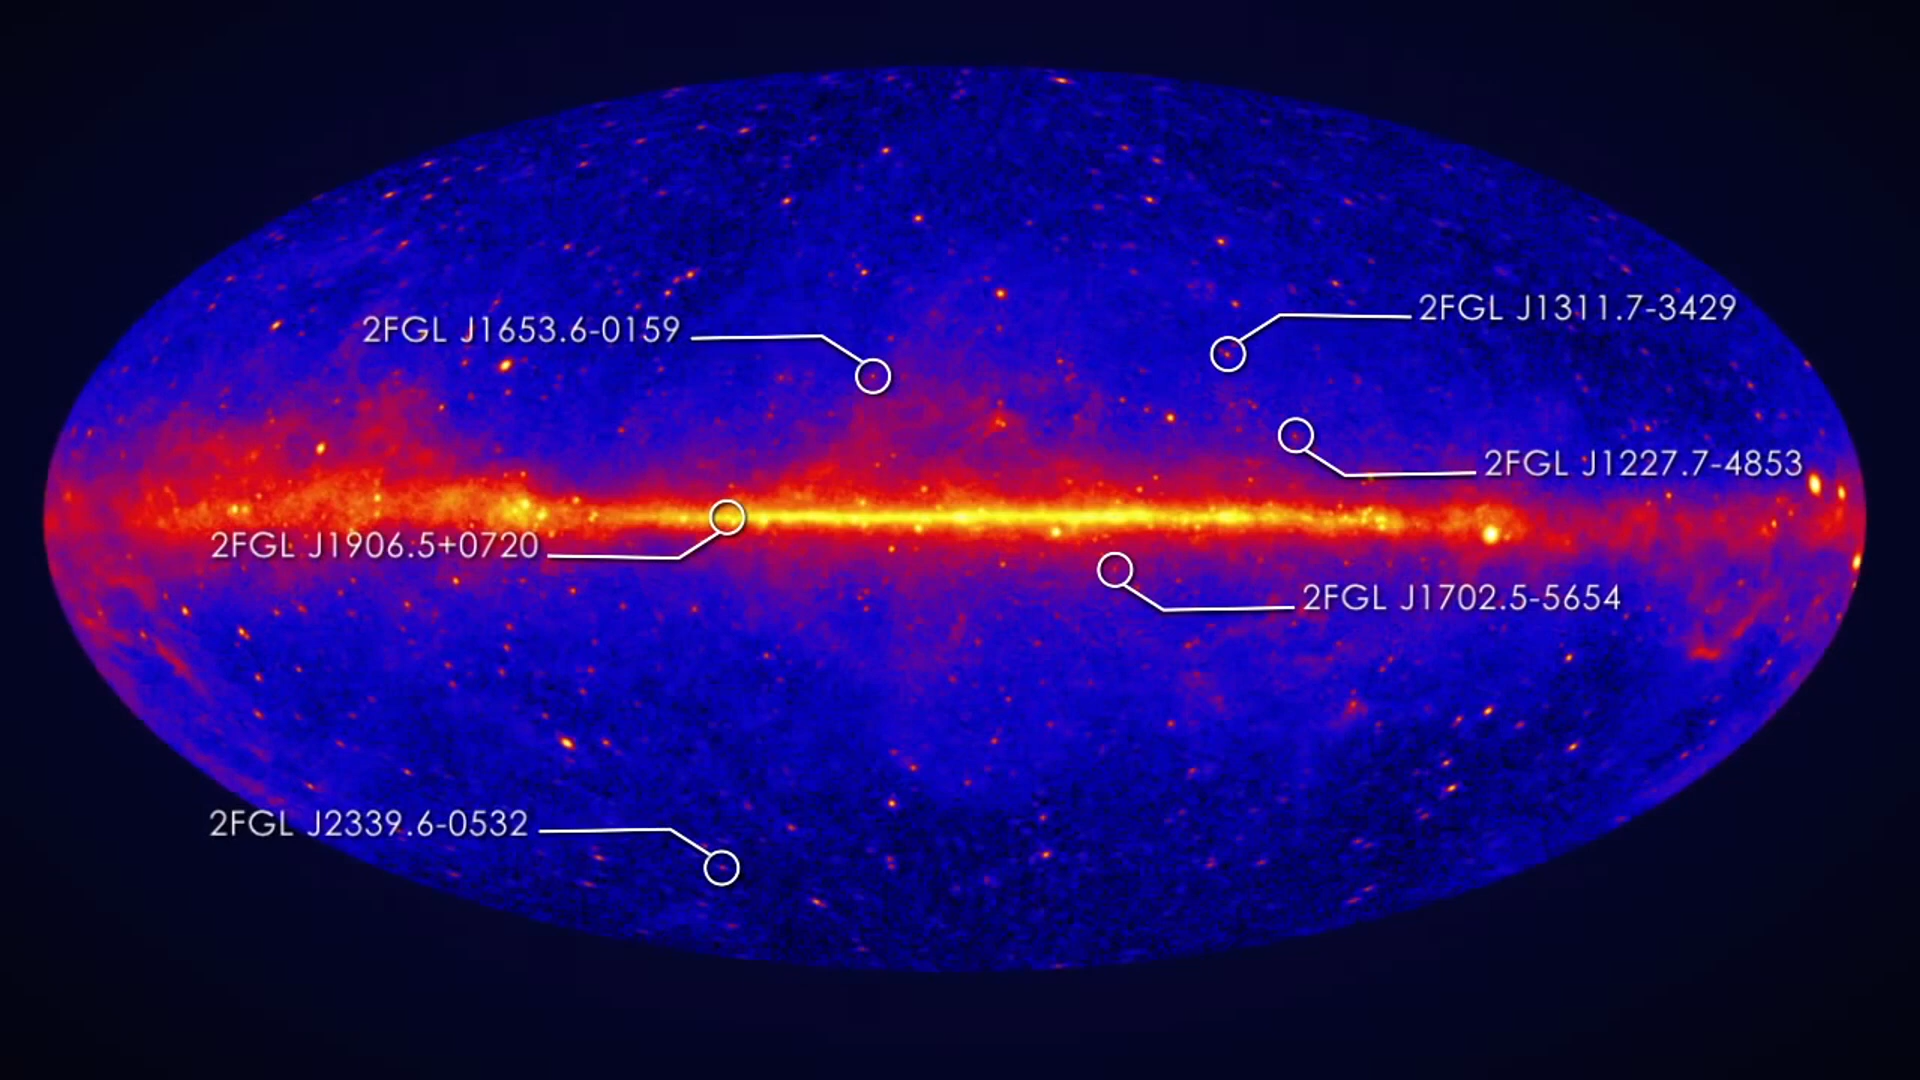 2FGL J1311.7-3429
2FGL J1653.6-0159
2FGL J1227.7-4853
2FGL J1906.5+0720
2FGL J1702.5-5654
2FGL J2339.6-0532